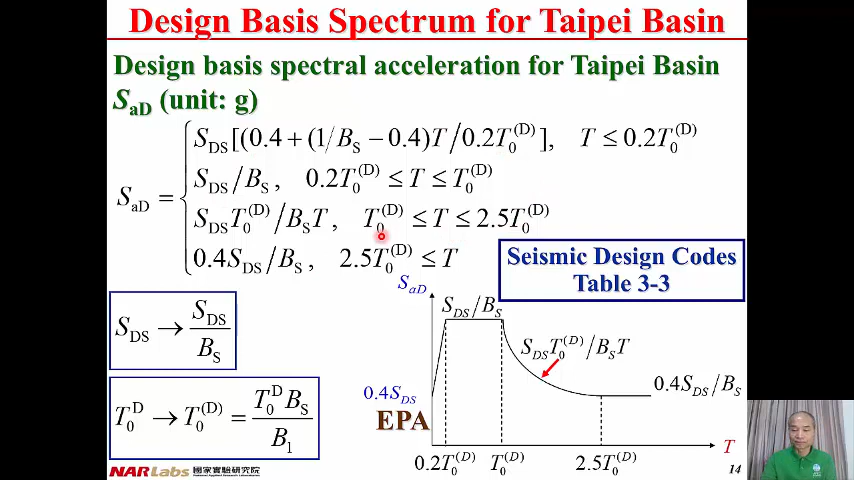 Design Basis Spectrum for Taipei Basin
Design basis spectral acceleration for Taipei Basin
S_aD (unit: g)
S_aD = { S_DS[(0.4 + (1/B_S − 0.4)T/0.2T_0^(D)], T ≤ 0.2T_0^(D)
S_DS/B_S, 0.2T_0^(D) ≤ T ≤ T_0^(D)
S_DS T_0^(D)/B_S T, T_0^(D) ≤ T ≤ 2.5T_0^(D)
0.4S_DS/B_S, 2.5T_0^(D) ≤ T
Seismic Design Codes
Table 3-3
S_DS → S_DS/B_S
T_0^D → T_0^(D) = T_0^D B_S/B_1
S_aD
S_DS/B_S
S_DS T_0^(D)/B_S T
0.4S_DS
0.4S_DS/B_S
EPA
T
0.2T_0^(D) T_0^(D) 2.5T_0^(D)
NARLabs 國家實驗研究院
14